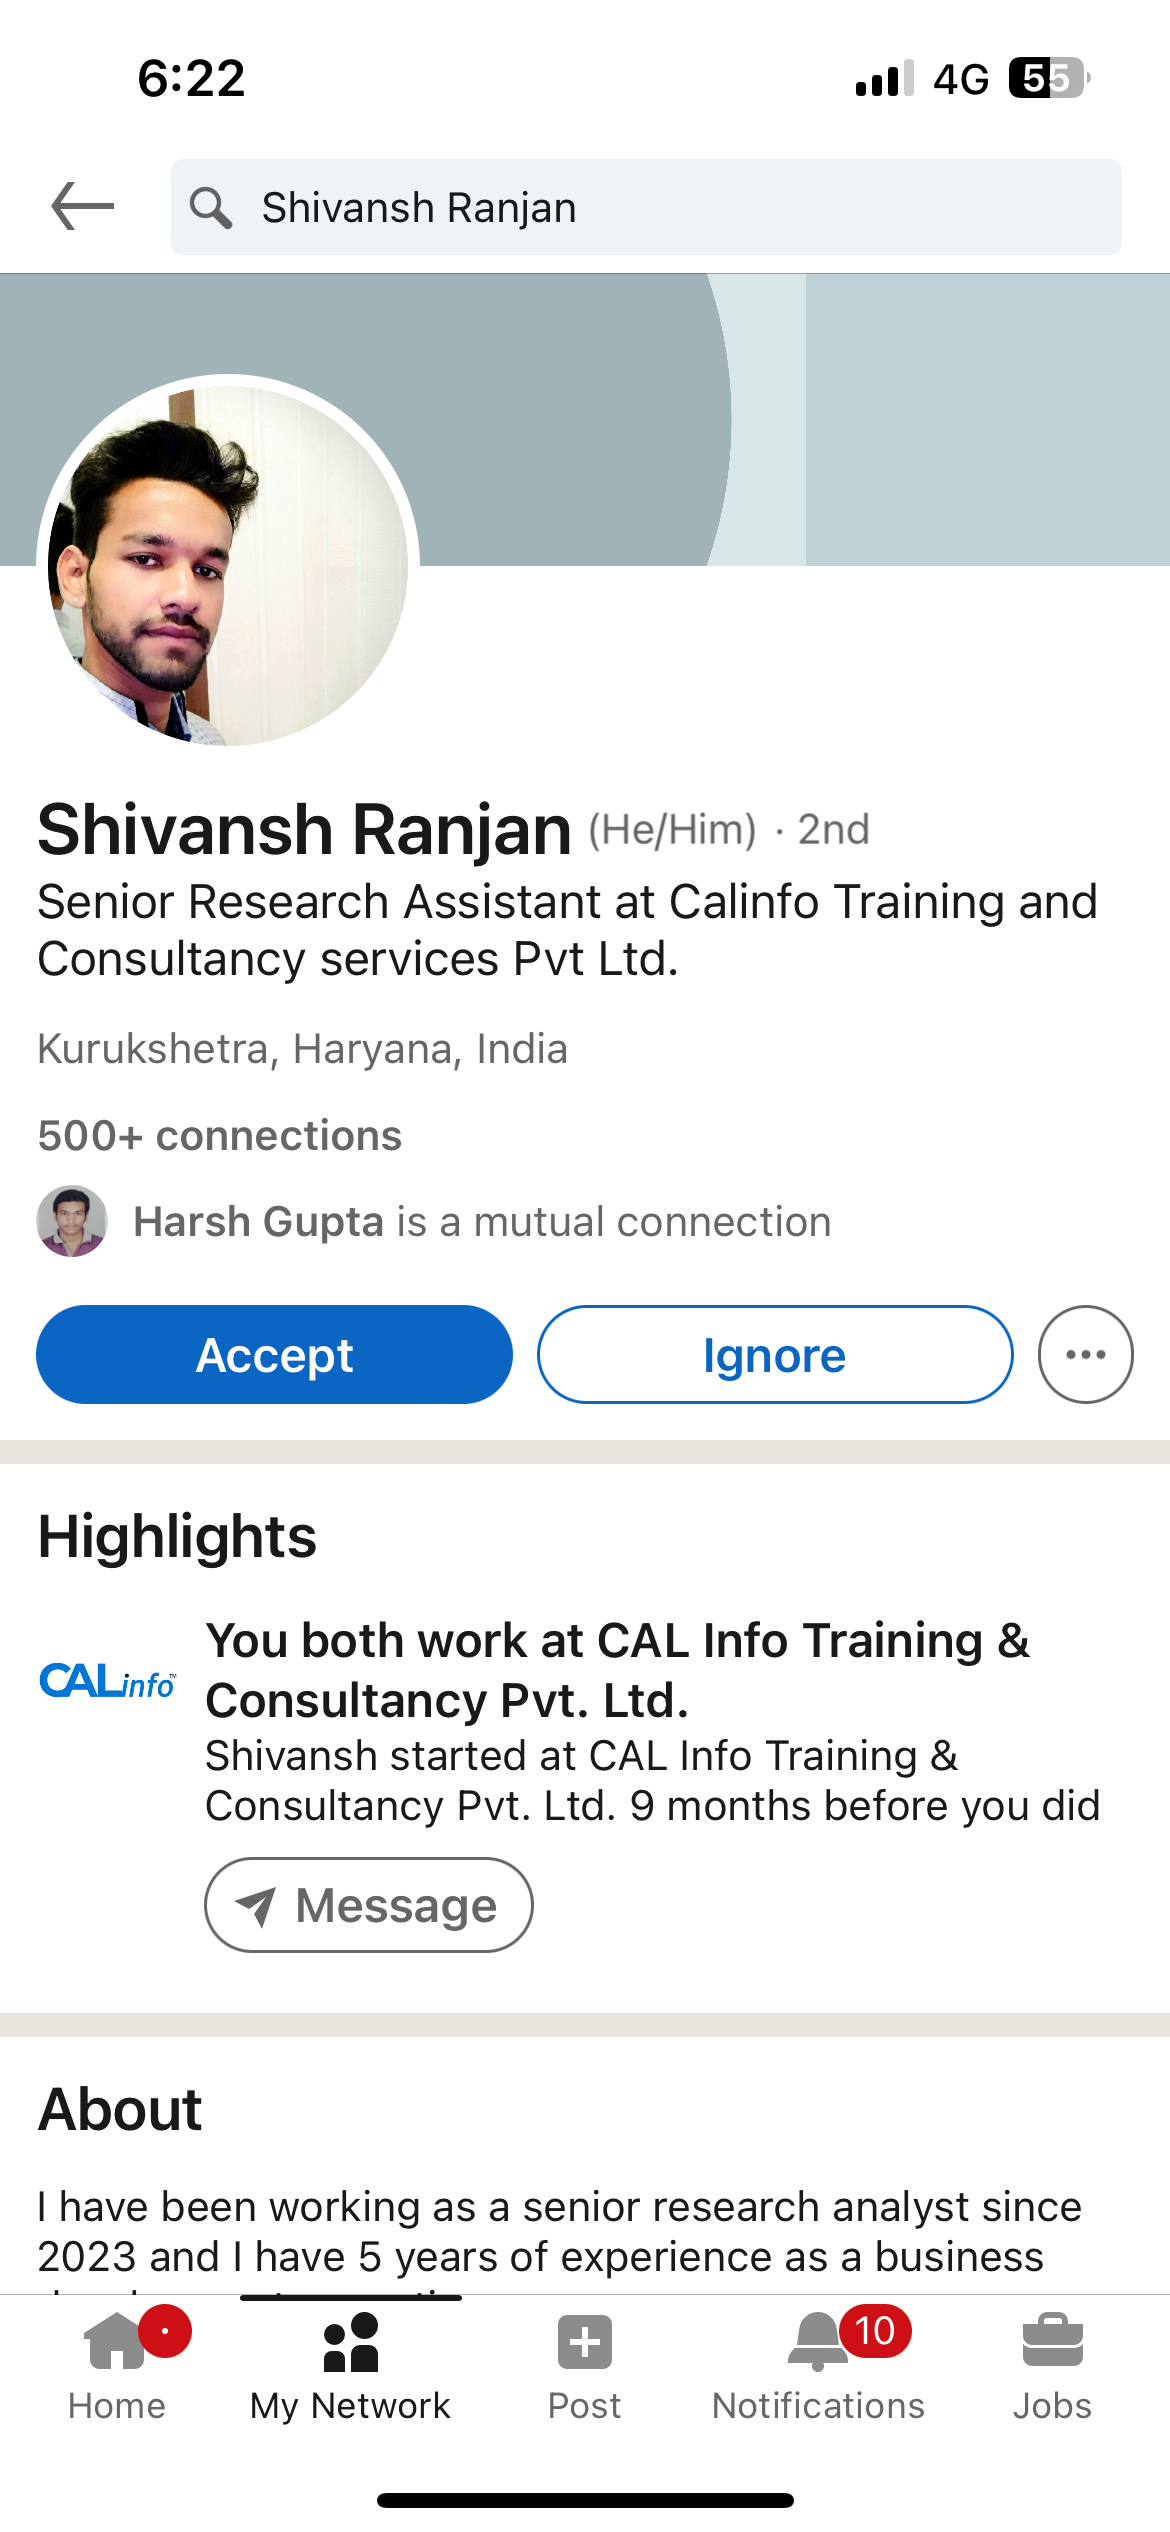 6:22
4G 55
Shivansh Ranjan
Shivansh Ranjan (He/Him) · 2nd
Senior Research Assistant at Calinfo Training and
Consultancy services Pvt Ltd.
Kurukshetra, Haryana, India
500+ connections
Harsh Gupta is a mutual connection
Accept
Ignore
Highlights
CALinfo™
You both work at CAL Info Training &
Consultancy Pvt. Ltd.
Shivansh started at CAL Info Training &
Consultancy Pvt. Ltd. 9 months before you did
Message
About
I have been working as a senior research analyst since
2023 and I have 5 years of experience as a business
10
Home
My Network
Post
Notifications
Jobs